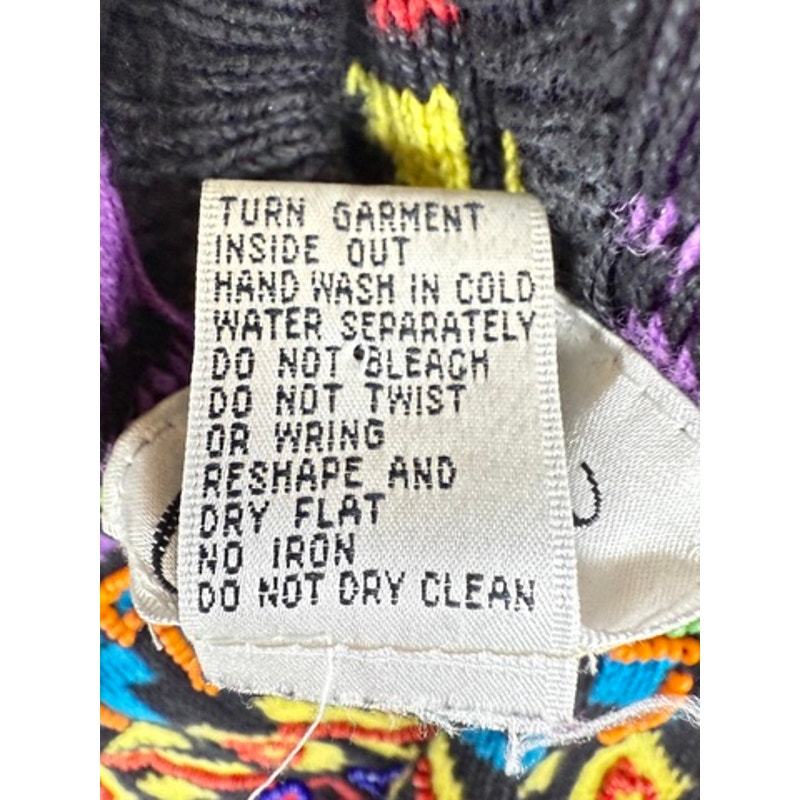 TURN GARMENT
INSIDE OUT
HAND WASH IN COLD
WATER SEPARATELY
DO NOT BLEACH
DO NOT TWIST
OR WRING
RESHAPE AND
DRY FLAT
NO IRON
DO NOT DRY CLEAN